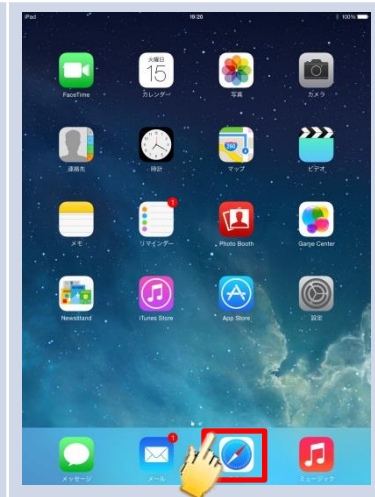 iPad 19:20 100%
火曜日
15
FaceTime カレンダー 写真 カメラ
連絡先 時計 マップ ビデオ
メモ リマインダー Photo Booth Game Center
Newsstand iTunes Store App Store 設定
メッセージ メール ミュージック